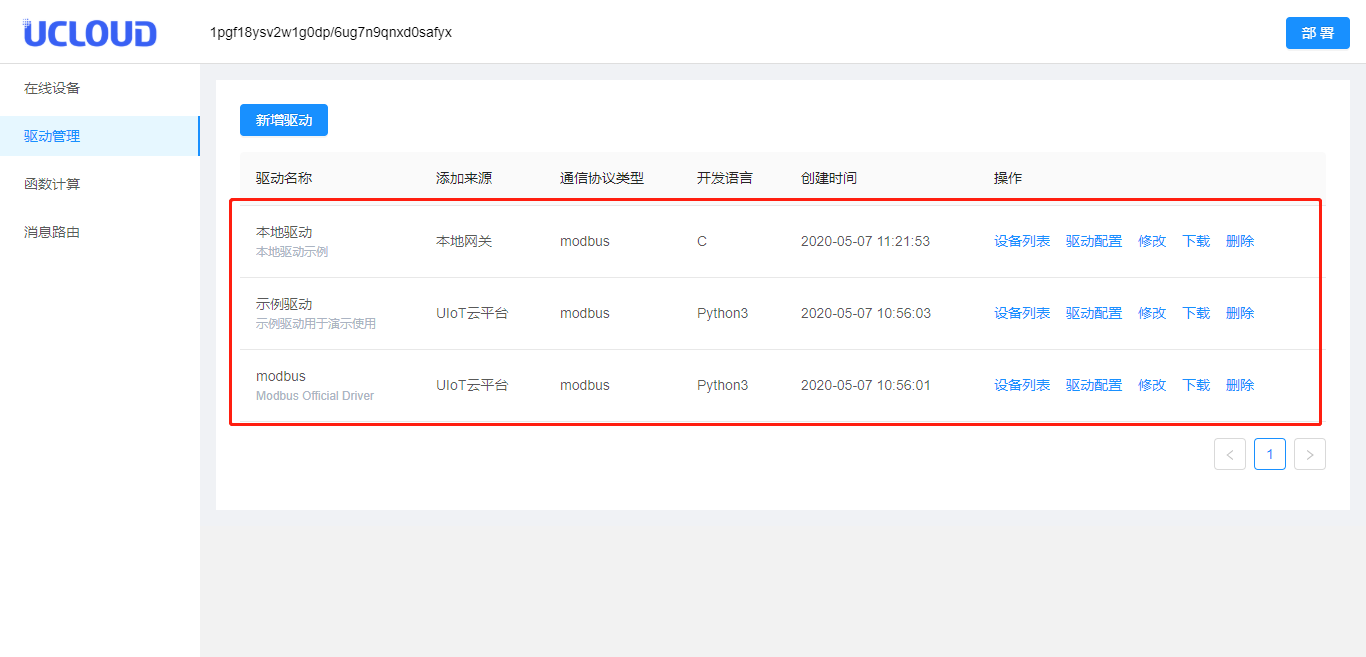 UCLOUD
1pgf18ysv2w1g0dp/6ug7n9qnxd0safyx
部 署
在线设备
驱动管理
函数计算
消息路由
新增驱动
驱动名称 添加来源 通信协议类型 开发语言 创建时间 操作
本地驱动
本地驱动示例
本地网关 modbus C 2020-05-07 11:21:53 设备列表 驱动配置 修改 下载 删除
示例驱动
示例驱动用于演示使用
UIoT云平台 modbus Python3 2020-05-07 10:56:03 设备列表 驱动配置 修改 下载 删除
modbus
Modbus Official Driver
UIoT云平台 modbus Python3 2020-05-07 10:56:01 设备列表 驱动配置 修改 下载 删除
< 1 >